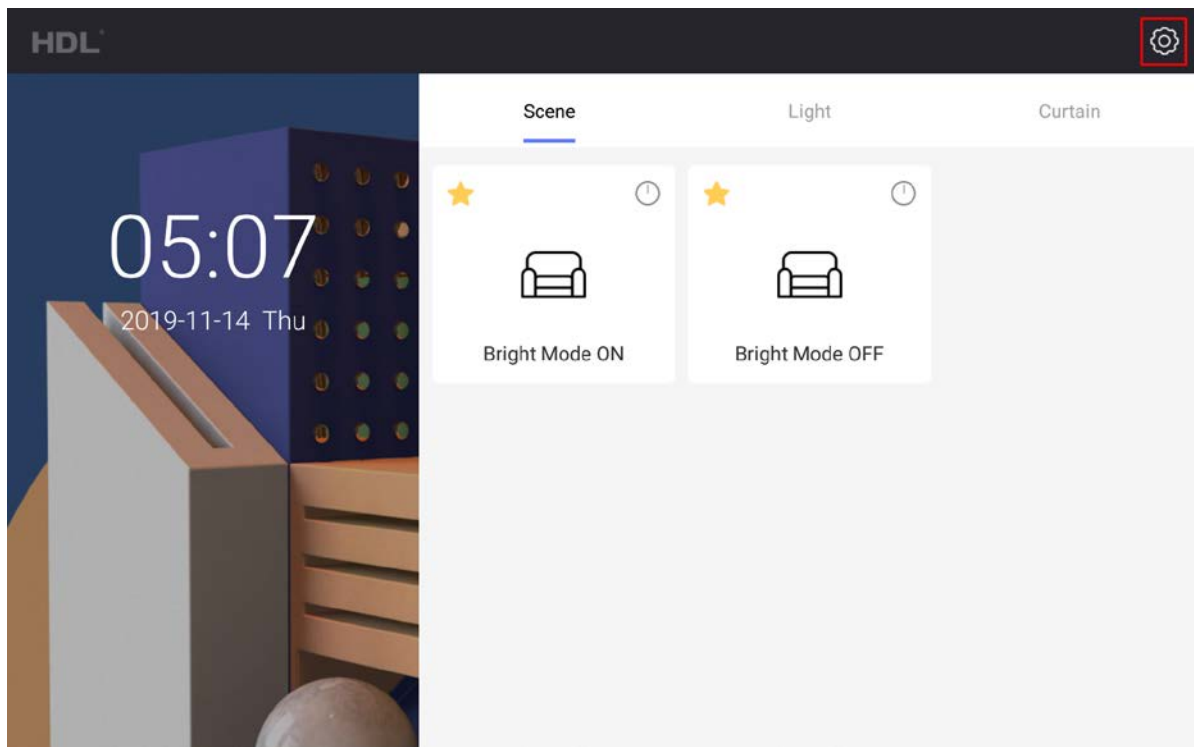 HDL
Scene
Light
Curtain
05:07
2019-11-14 Thu
Bright Mode ON
Bright Mode OFF